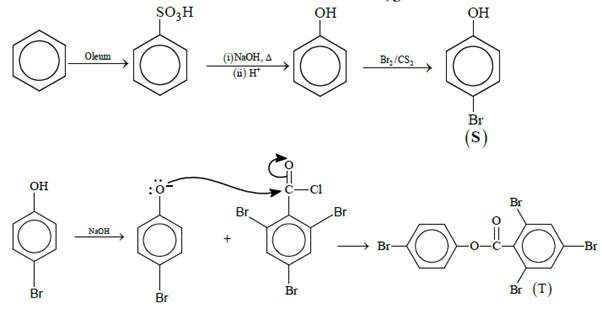 SO₃H
OH
OH
Oleum
(i)NaOH, Δ
(ii) H⁺
Br₂/CS₂
Br
(S)
OH
NaOH
Br
:O:⁻
Br
+
O
C—Cl
Br
Br
Br
Br
O
Br
O—C
Br
Br (T)